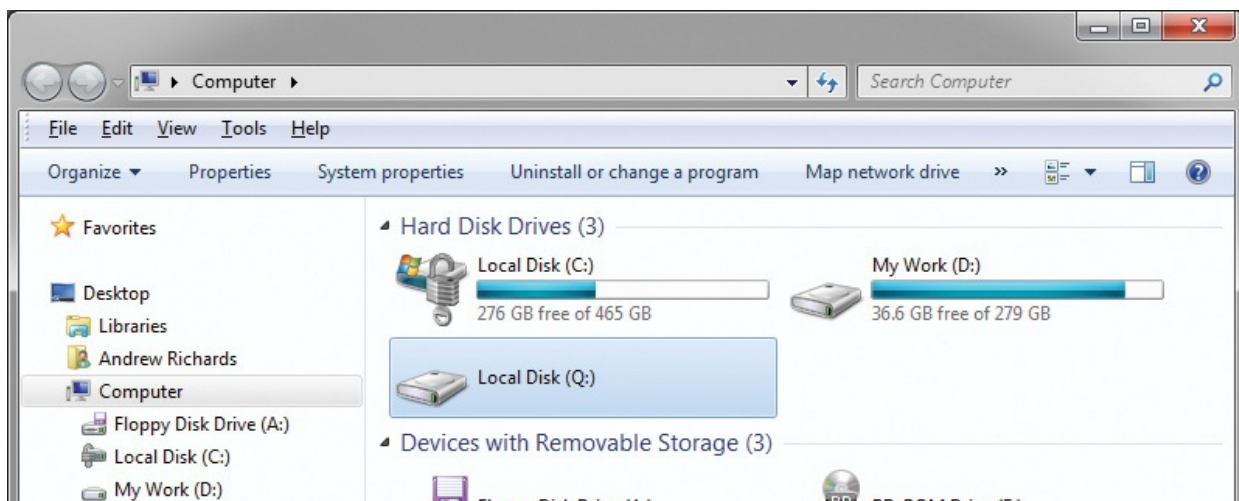 Computer
Search Computer
File Edit View Tools Help
Organize Properties System properties Uninstall or change a program Map network drive »
Favorites
Desktop
Libraries
Andrew Richards
Computer
Floppy Disk Drive (A:)
Local Disk (C:)
My Work (D:)
Hard Disk Drives (3)
Local Disk (C:)
276 GB free of 465 GB
My Work (D:)
36.6 GB free of 279 GB
Local Disk (Q:)
Devices with Removable Storage (3)